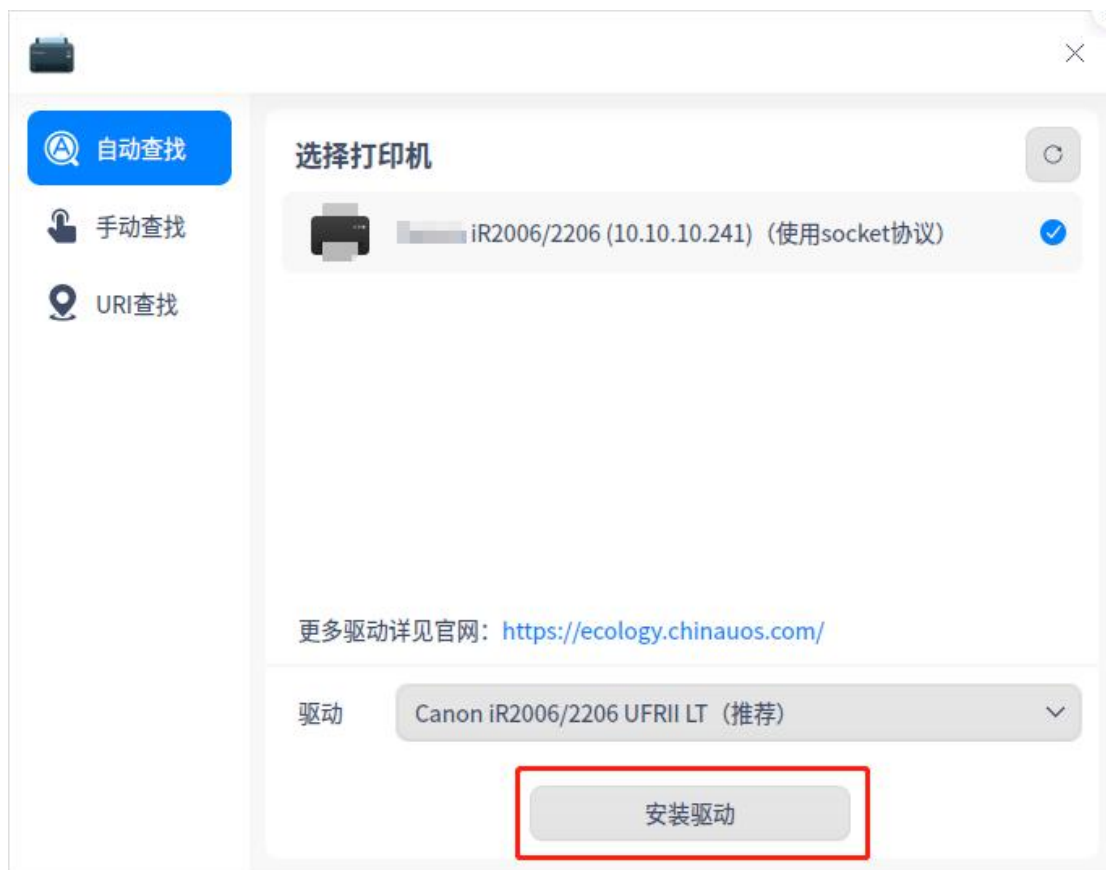 自动查找
手动查找
URI查找
选择打印机
iR2006/2206 (10.10.10.241)（使用socket协议）
更多驱动详见官网：https://ecology.chinauos.com/
驱动
Canon iR2006/2206 UFRII LT（推荐）
安装驱动